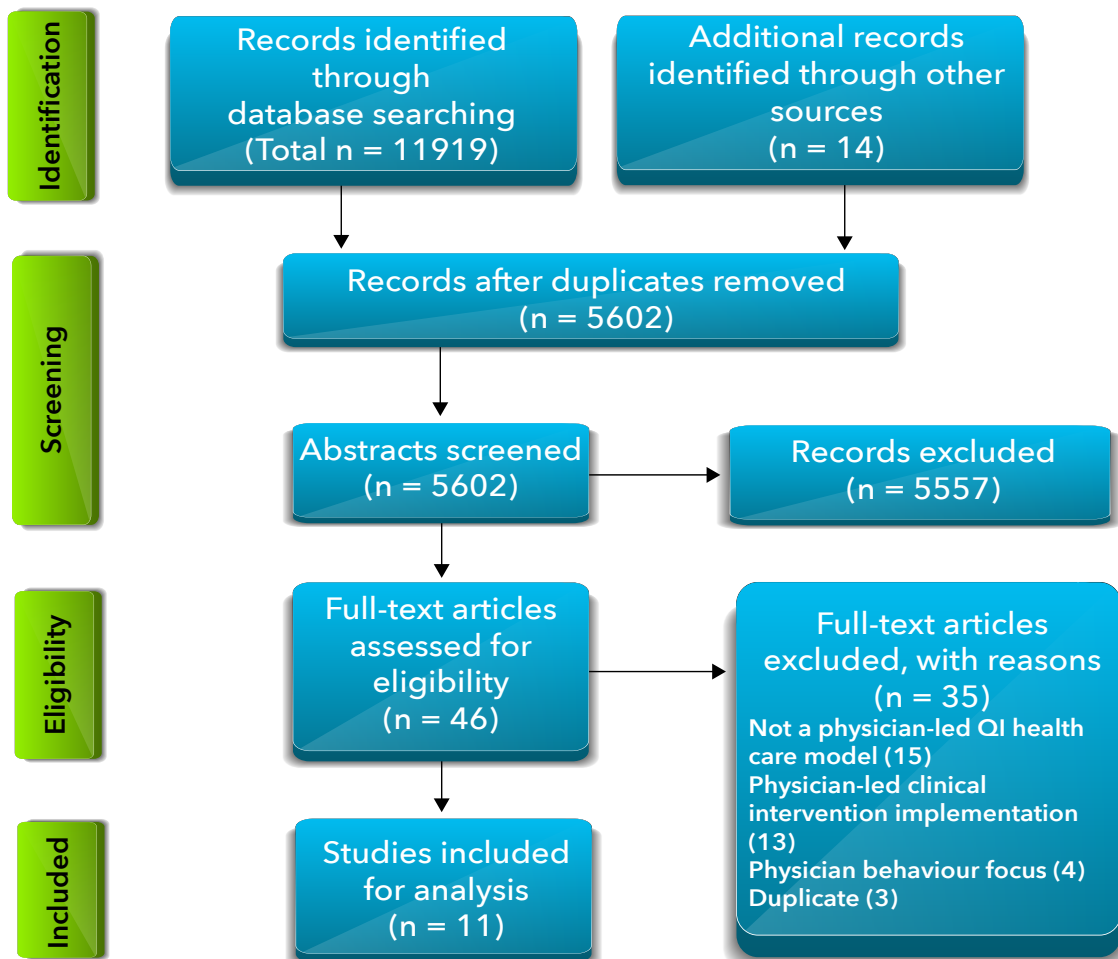 Identification
Records identified
through
database searching
(Total n = 11919)
Additional records
identified through other
sources
(n = 14)
Screening
Records after duplicates removed
(n = 5602)
Abstracts screened
(n = 5602)
Records excluded
(n = 5557)
Eligibility
Full-text articles
assessed for
eligibility
(n = 46)
Full-text articles
excluded, with reasons
(n = 35)
Not a physician-led QI health
care model (15)
Physician-led clinical
intervention implementation
(13)
Physician behaviour focus (4)
Duplicate (3)
Included
Studies included
for analysis
(n = 11)